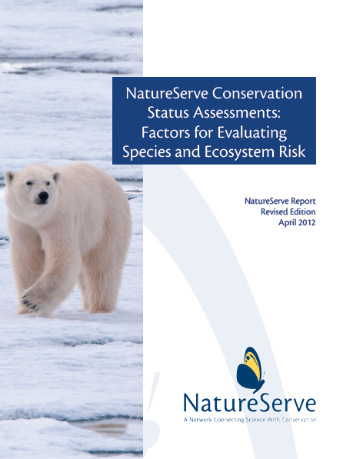 NatureServe Conservation
Status Assessments:
Factors for Evaluating
Species and Ecosystem Risk
NatureServe Report
Revised Edition
April 2012
NatureServe
A Network Connecting Science With Conservation